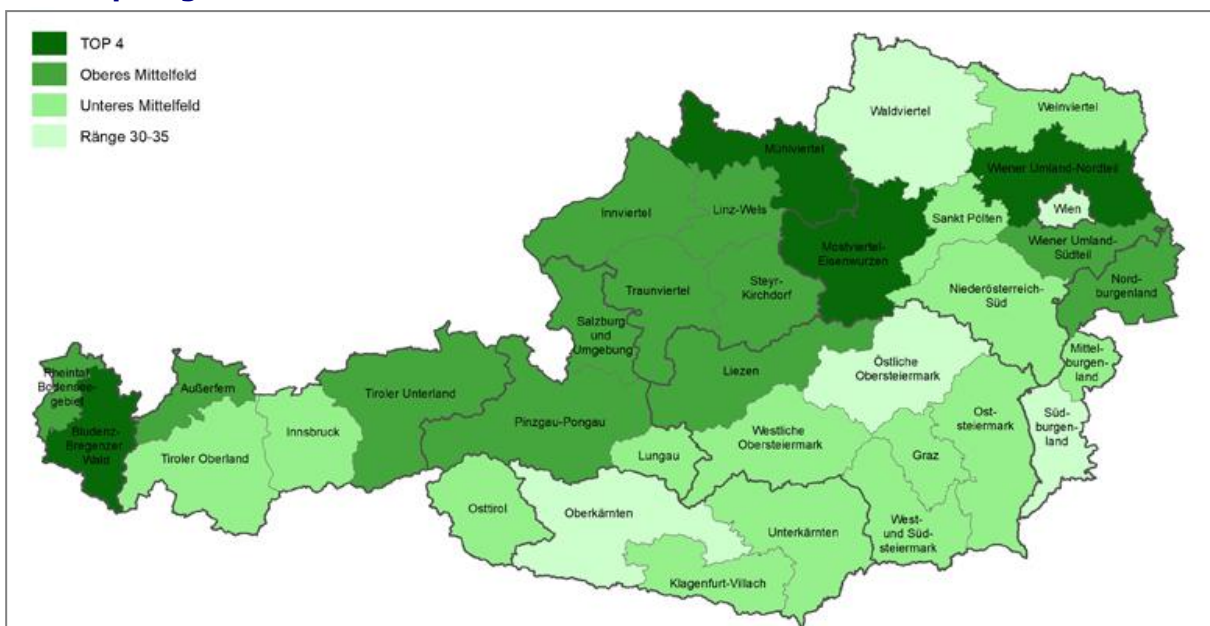 TOP 4
Oberes Mittelfeld
Unteres Mittelfeld
Ränge 30-35
Waldviertel
Weinviertel
Mühlviertel
Wiener Umland-Nordteil
Wien
Innviertel
Linz-Wels
Sankt Pölten
Mostviertel-
Eisenwurzen
Wiener Umland-
Südteil
Traunviertel
Steyr-
Kirchdorf
Niederösterreich-
Süd
Nord-
burgenland
Salzburg
und
Umgebung
Mittel-
burgen-
land
Rheintal
Bodensee-
gebiet
Außerfern
Tiroler Unterland
Liezen
Östliche
Obersteiermark
Bludenz-
Bregenzer
Wald
Tiroler Oberland
Innsbruck
Pinzgau-Pongau
Lungau
Westliche
Obersteiermark
Graz
Ost-
steiermark
Süd-
burgen-
land
Osttirol
Oberkärnten
Unterkärnten
West-
und Süd-
steiermark
Klagenfurt-Villach